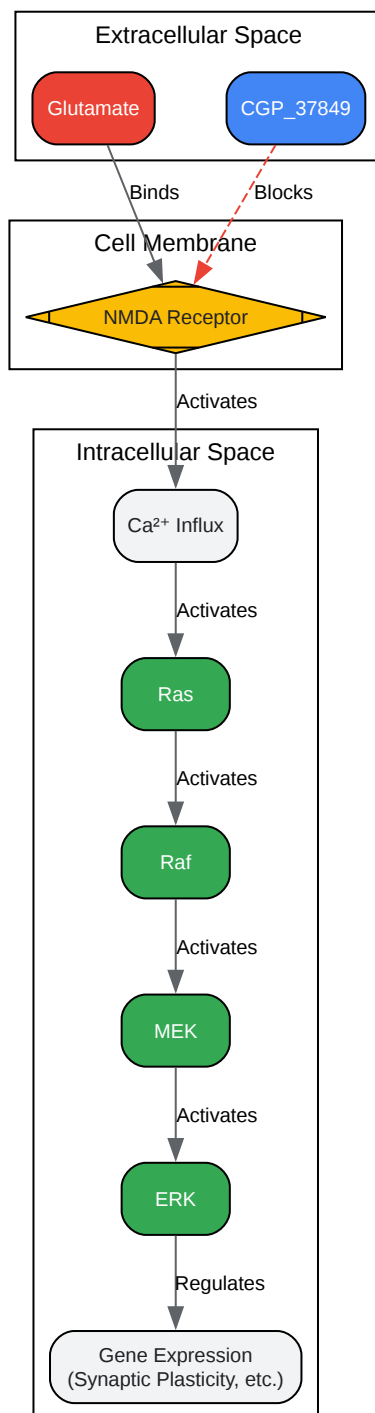 Extracellular Space
Glutamate
CGP_37849
Binds
Blocks
Cell Membrane
NMDA Receptor
Activates
Intracellular Space
Ca²⁺ Influx
Activates
Ras
Activates
Raf
Activates
MEK
Activates
ERK
Regulates
Gene Expression
(Synaptic Plasticity, etc.)